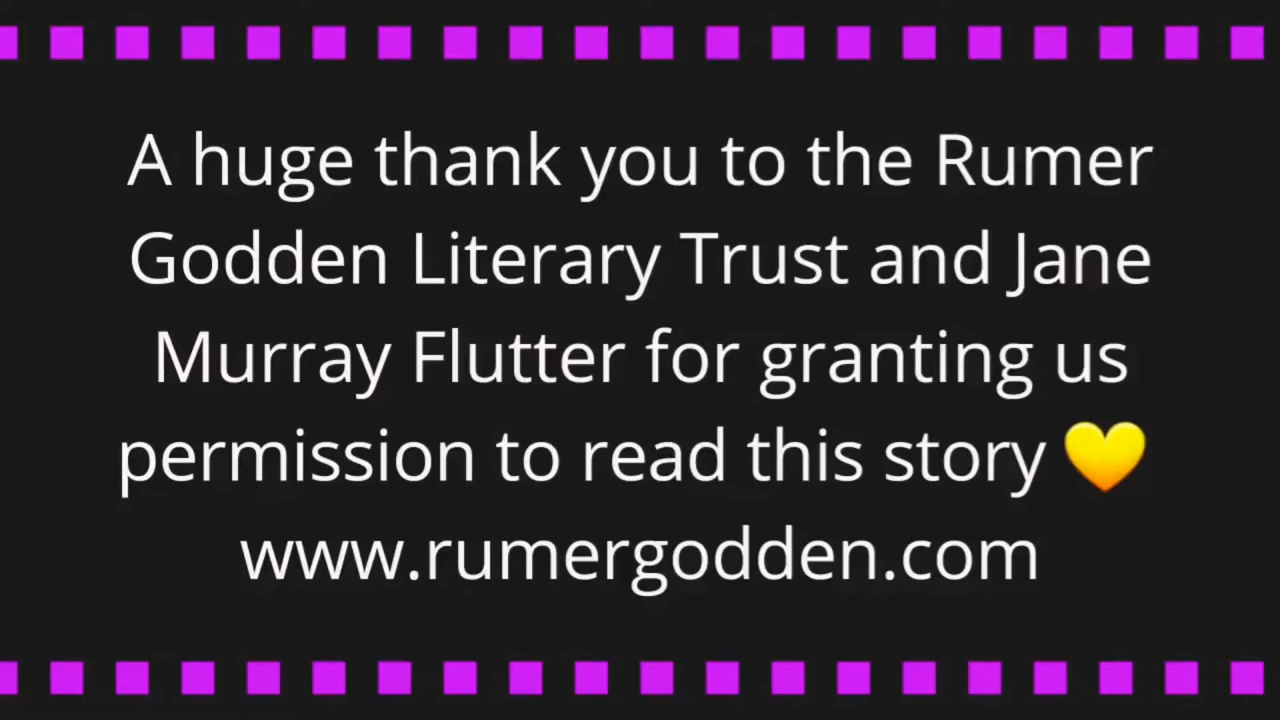 A huge thank you to the Rumer
Godden Literary Trust and Jane
Murray Flutter for granting us
permission to read this story 💛
www.rumergodden.com